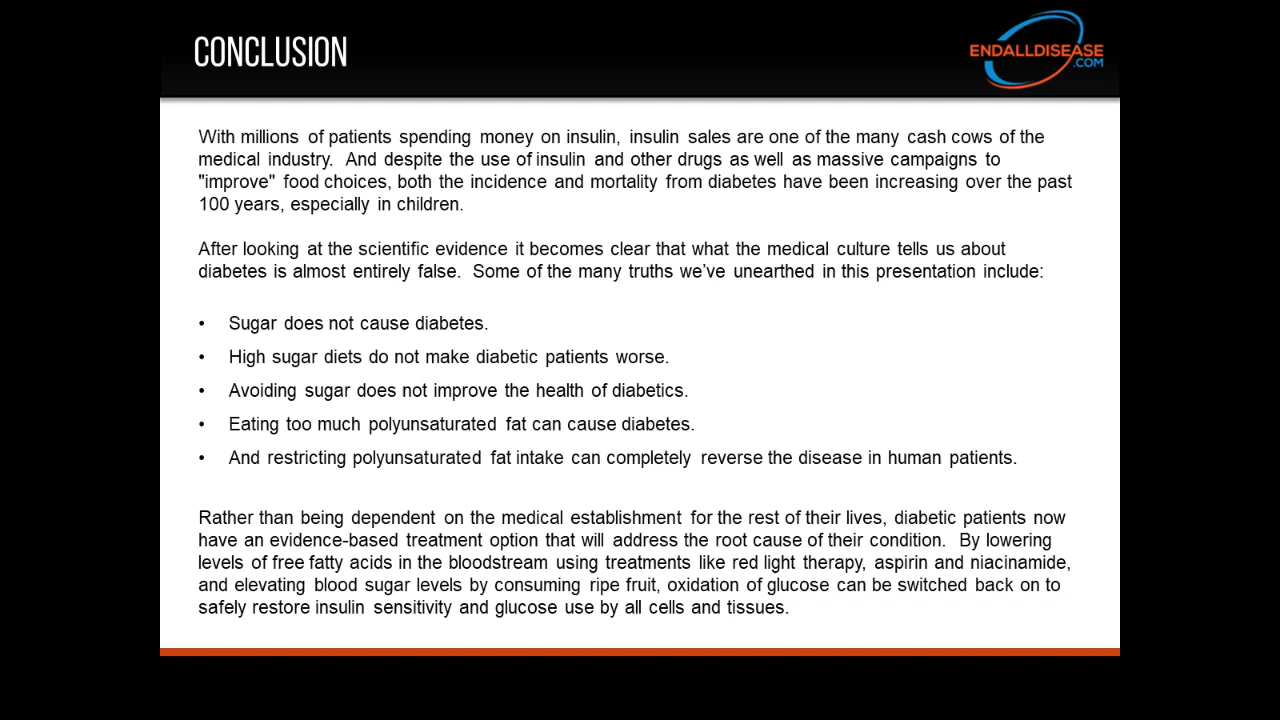 CONCLUSION
ENDALLDISEASE
.COM
With millions of patients spending money on insulin, insulin sales are one of the many cash cows of the
medical industry. And despite the use of insulin and other drugs as well as massive campaigns to
"improve" food choices, both the incidence and mortality from diabetes have been increasing over the past
100 years, especially in children.
After looking at the scientific evidence it becomes clear that what the medical culture tells us about
diabetes is almost entirely false. Some of the many truths we’ve unearthed in this presentation include:
• Sugar does not cause diabetes.
• High sugar diets do not make diabetic patients worse.
• Avoiding sugar does not improve the health of diabetics.
• Eating too much polyunsaturated fat can cause diabetes.
• And restricting polyunsaturated fat intake can completely reverse the disease in human patients.
Rather than being dependent on the medical establishment for the rest of their lives, diabetic patients now
have an evidence-based treatment option that will address the root cause of their condition. By lowering
levels of free fatty acids in the bloodstream using treatments like red light therapy, aspirin and niacinamide,
and elevating blood sugar levels by consuming ripe fruit, oxidation of glucose can be switched back on to
safely restore insulin sensitivity and glucose use by all cells and tissues.